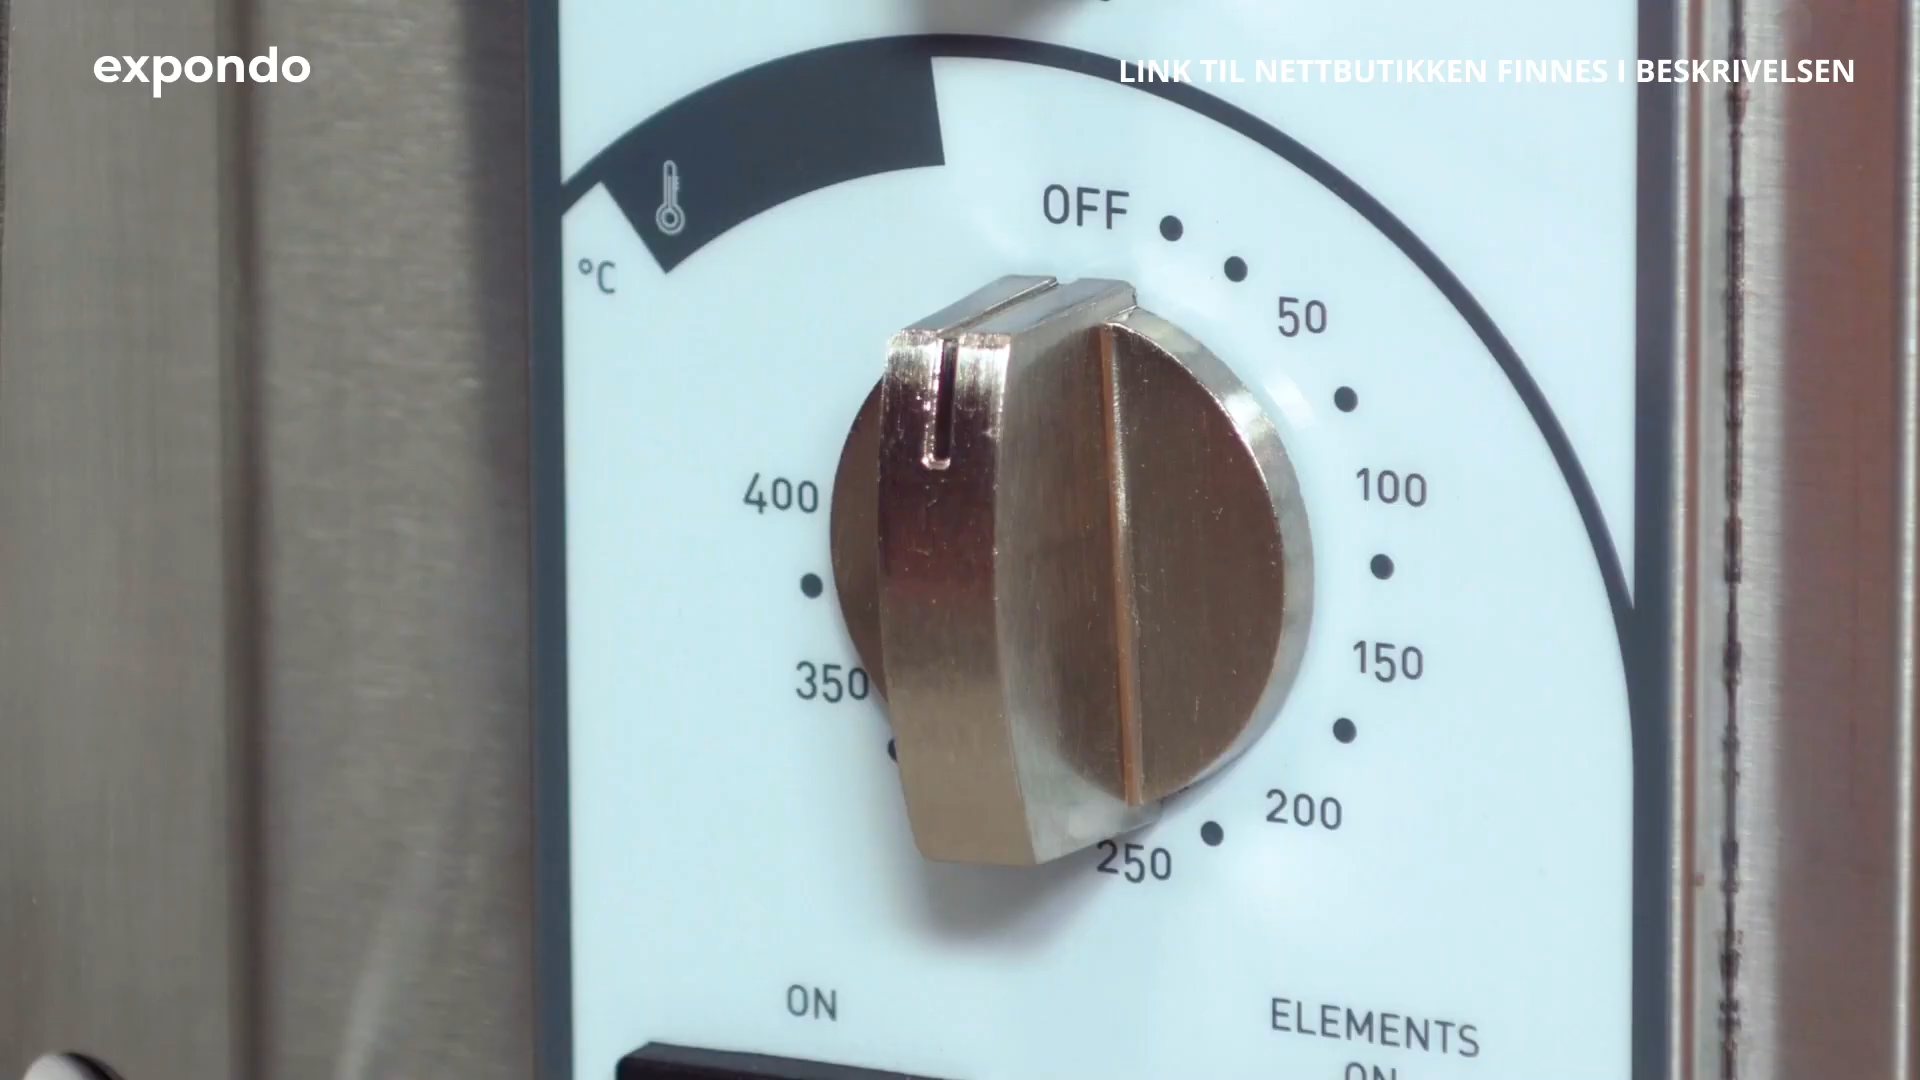 expondo
LINK TIL NETTBUTIKKEN FINNES I BESKRIVELSEN
OFF
°C
50
100
400
150
350
200
250
ON
ELEMENTS
ON